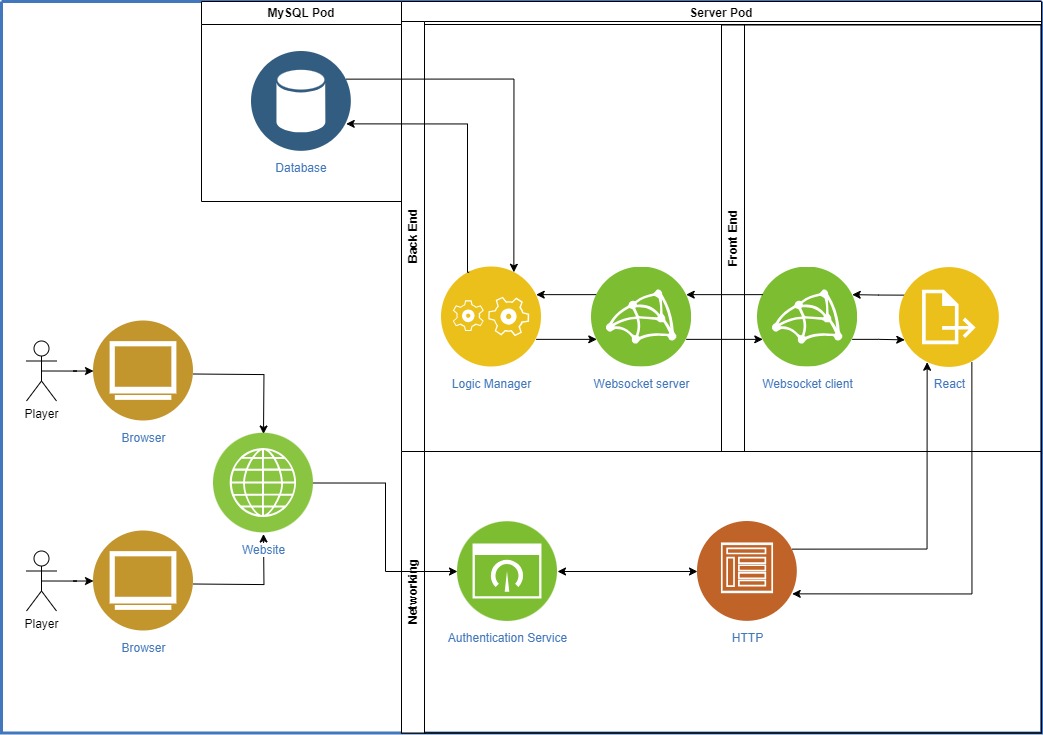 MySQL Pod
Server Pod
Database
Back End
Front End
Logic Manager
Websocket server
Websocket client
React
Player
Browser
Website
Player
Browser
Networking
Authentication Service
HTTP